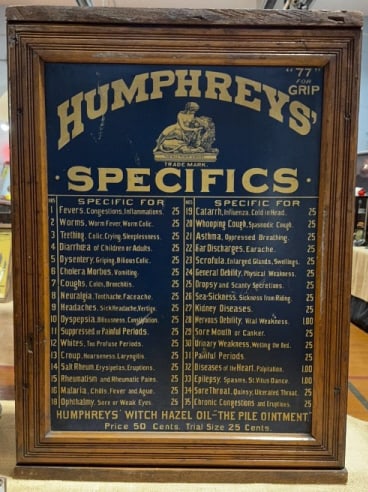 "77"
FOR
GRIP
HUMPHREYS'
TRADE MARK.
SPECIFICS
NOS SPECIFIC FOR
1 Fevers, Congestions, Inflammations. 25
2 Worms, Worm Fever, Worm Colic. 25
3 Teething, Colic, Crying, Sleeplessness. 25
4 Diarrhea of Children or Adults. 25
5 Dysentery, Griping, Bilious Colic. 25
6 Cholera Morbus, Vomiting. 25
7 Coughs, Colds, Bronchitis. 25
8 Neuralgia, Toothache, Faceache. 25
9 Headaches, Sick Headache, Vertigo. 25
10 Dyspepsia, Biliousness, Constipation. 25
11 Suppressed or Painful Periods. 25
12 Whites, Too Profuse Periods. 25
13 Croup, Hoarseness, Laryngitis. 25
14 Salt Rheum, Erysipelas, Eruptions. 25
15 Rheumatism and Rheumatic Pains. 25
16 Malaria, Chills, Fever and Ague. 25
18 Ophthalmy, Sore or Weak Eyes. 25
NOS SPECIFIC FOR
19 Catarrh, Influenza, Cold in Head. 25
20 Whooping Cough, Spasmodic Cough. 25
21 Asthma, Oppressed Breathing. 25
22 Ear Discharges, Earache. 25
23 Scrofula, Enlarged Glands, Swellings. 25
24 General Debility, Physical Weakness. 25
25 Dropsy and Scanty Secretions. 25
26 Sea-Sickness, Sickness from Riding. 25
27 Kidney Diseases. 25
28 Nervous Debility, Vital Weakness. 1.00
29 Sore Mouth or Canker. 25
30 Urinary Weakness, Wetting the Bed. 25
31 Painful Periods 25
32 Diseases of the Heart, Palpitation. 1.00
33 Epilepsy, Spasms, St. Vitus Dance. 1.00
34 Sore Throat, Quinsy, Ulcerated Throat. 25
35 Chronic Congestions and Eruptions. 25
HUMPHREYS' WITCH HAZEL OIL-"THE PILE OINTMENT."
Price 50 Cents. Trial Size 25 Cents.